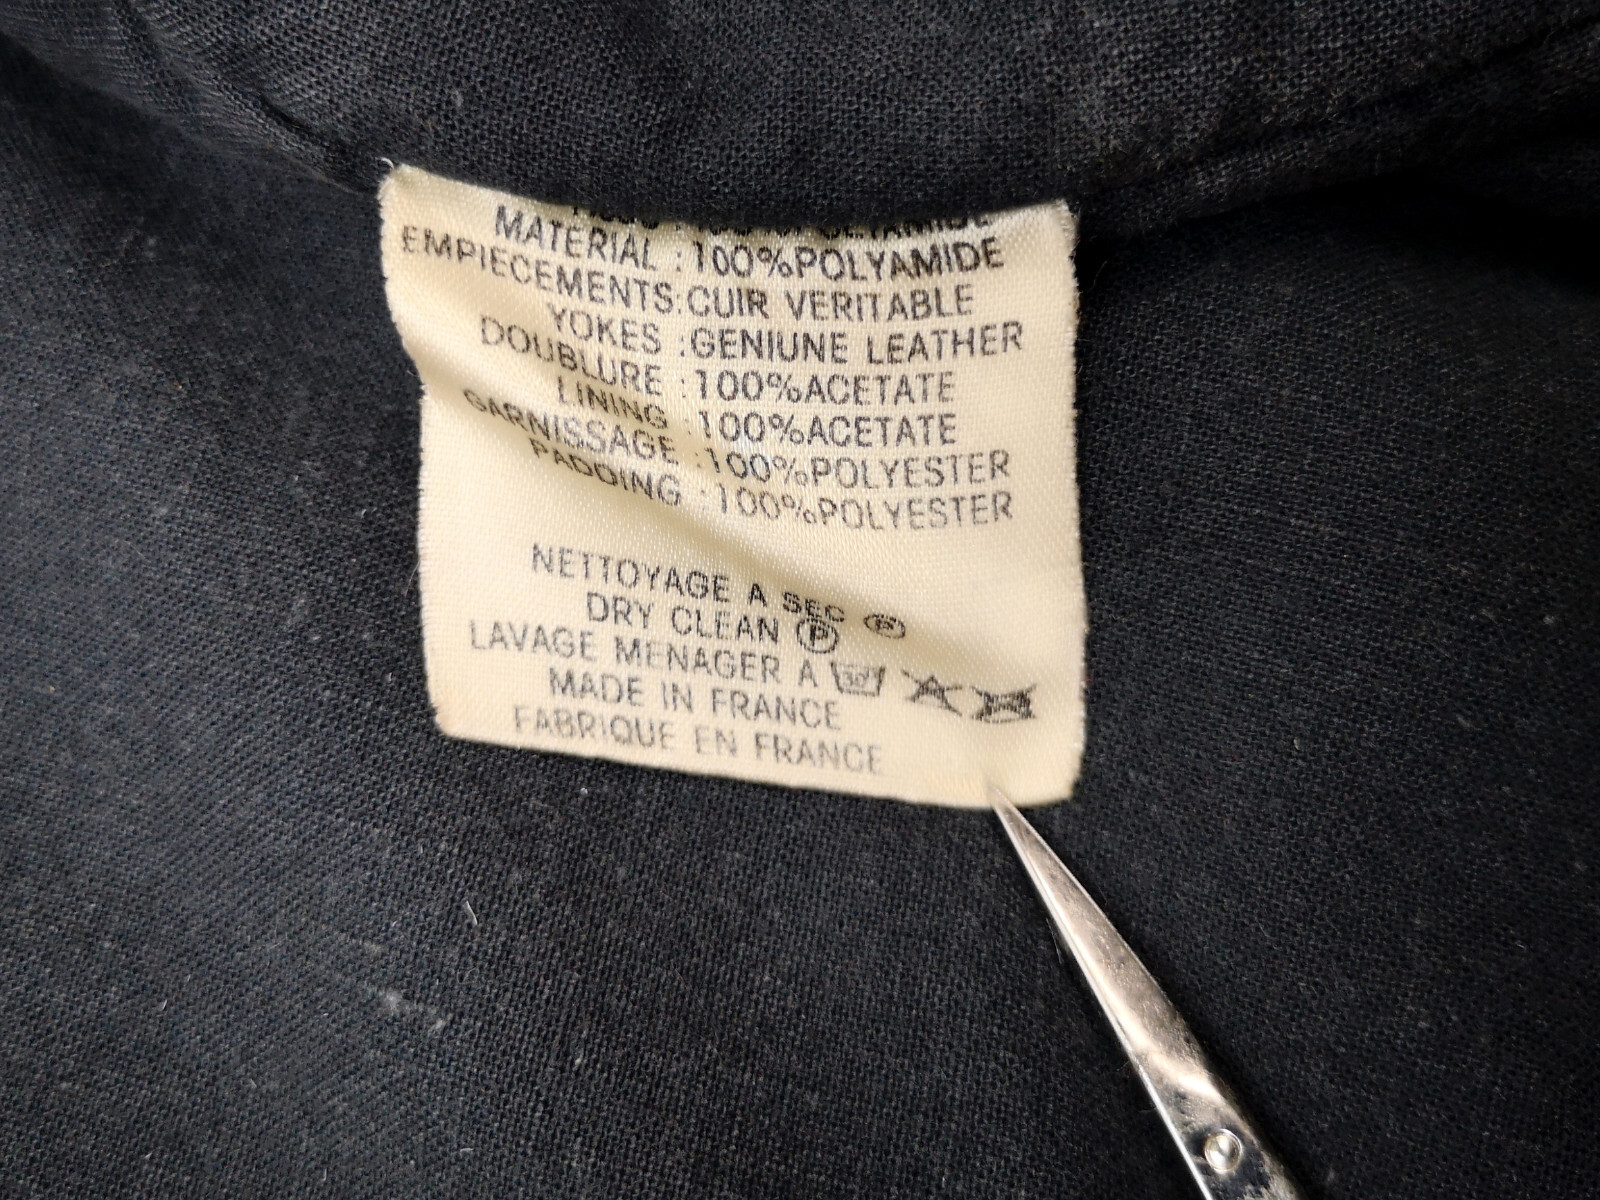 MATERIAL : 100%POLYAMIDE
EMPIECEMENTS: CUIR VERITABLE
YOKES : GENIUNE LEATHER
DOUBLURE : 100%ACETATE
LINING : 100%ACETATE
GARNISSAGE : 100%POLYESTER
PADDING : 100%POLYESTER
NETTOYAGE A SEC P
DRY CLEAN P
LAVAGE MENAGER A 30°
MADE IN FRANCE
FABRIQUE EN FRANCE